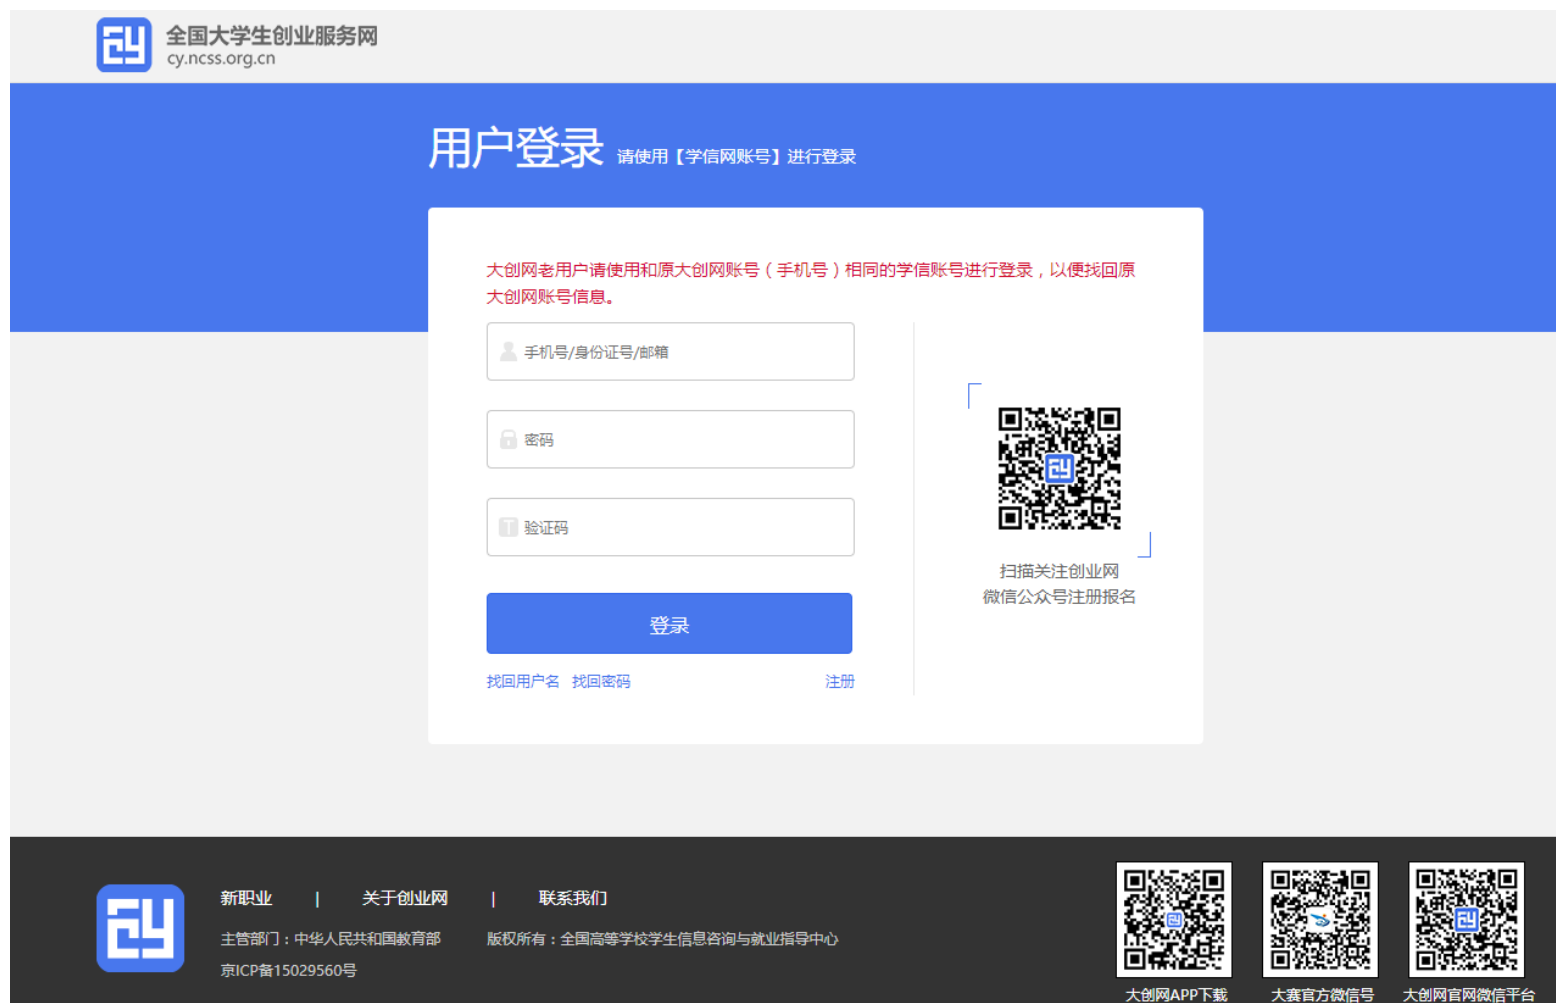 全国大学生创业服务网
cy.ncss.org.cn
用户登录 请使用【学信网账号】进行登录
大创网老用户请使用和原大创网账号（手机号）相同的学信账号进行登录，以便找回原
大创网账号信息。
手机号/身份证号/邮箱
密码
验证码
登录
找回用户名 找回密码 注册
扫描关注创业网
微信公众号注册报名
新职业 | 关于创业网 | 联系我们
主管部门：中华人民共和国教育部 版权所有：全国高等学校学生信息咨询与就业指导中心
京ICP备15029560号
大创网APP下载 大赛官方微信号 大创网官网微信平台